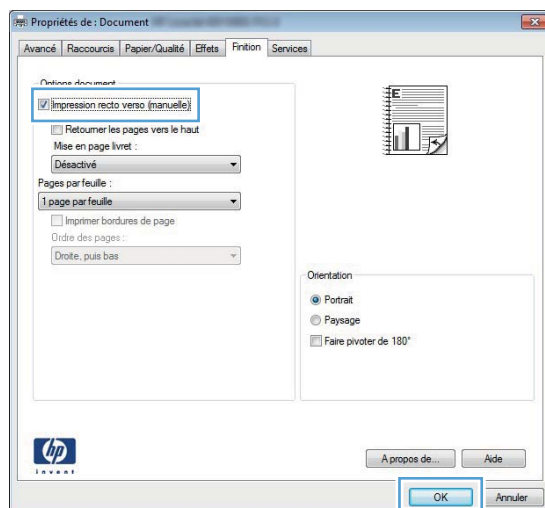 Propriétés de : Document
Avancé Raccourcis Papier/Qualité Effets Finition Services
Options document
Impression recto verso (manuelle)
Retourner les pages vers le haut
Mise en page livret :
Désactivé
Pages par feuille :
1 page par feuille
Imprimer bordures de page
Ordre des pages :
Droite, puis bas
E
Orientation
Portrait
Paysage
Faire pivoter de 180°
hp
invent
A propos de... Aide
OK Annuler